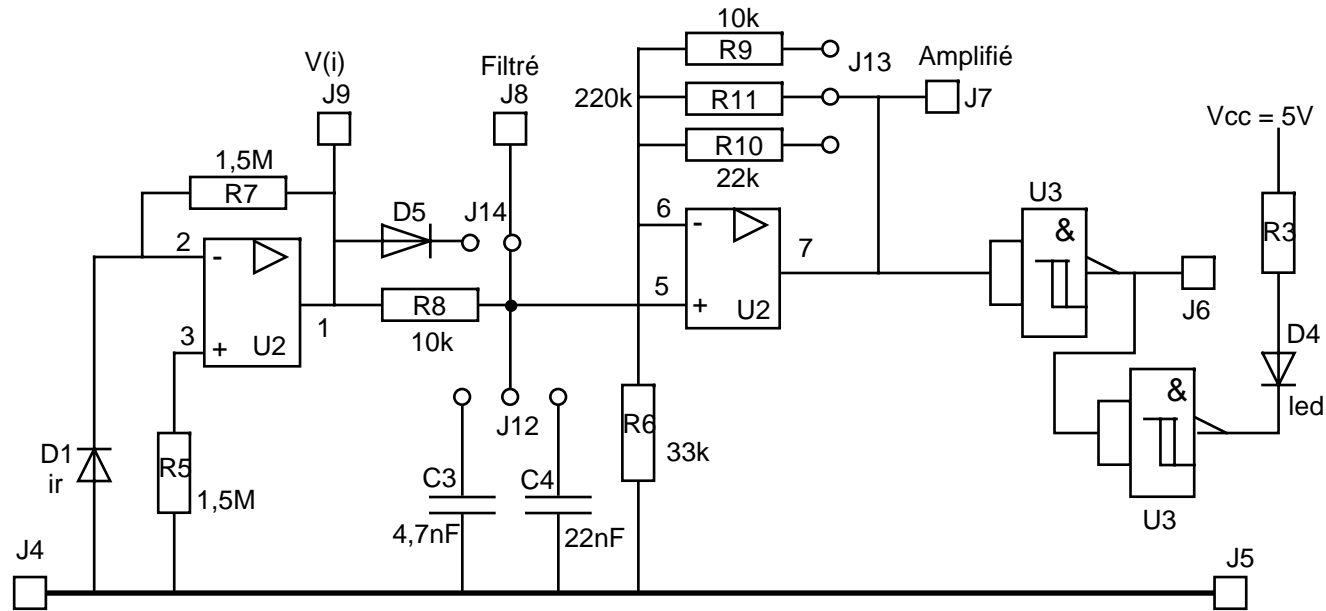 10k
R9
J13
Amplifié
V(i)
J9
Filtré
J8
220k
R11
J7
Vcc = 5V
R10
22k
1,5M
R7
D5
J14
6
-
7
U3
&
R3
2
-
5
+
U2
J6
R8
10k
1
3
+
U2
D4
led
&
J12
R6
33k
D1
ir
R5
1,5M
C3
4,7nF
C4
22nF
U3
J4
J5